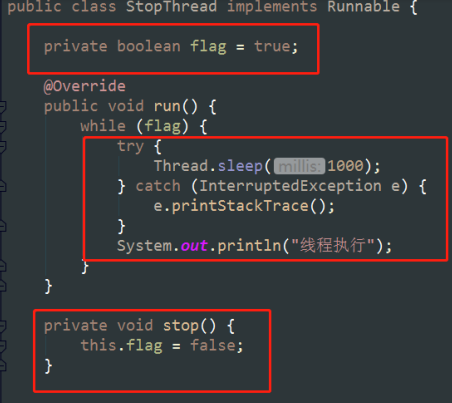 public class StopThread implements Runnable {
private boolean flag = true;
@Override
public void run() {
while (flag) {
try {
Thread.sleep( millis: 1000);
} catch (InterruptedException e) {
e.printStackTrace();
}
System.out.println("线程执行");
}
}
private void stop() {
this.flag = false;
}